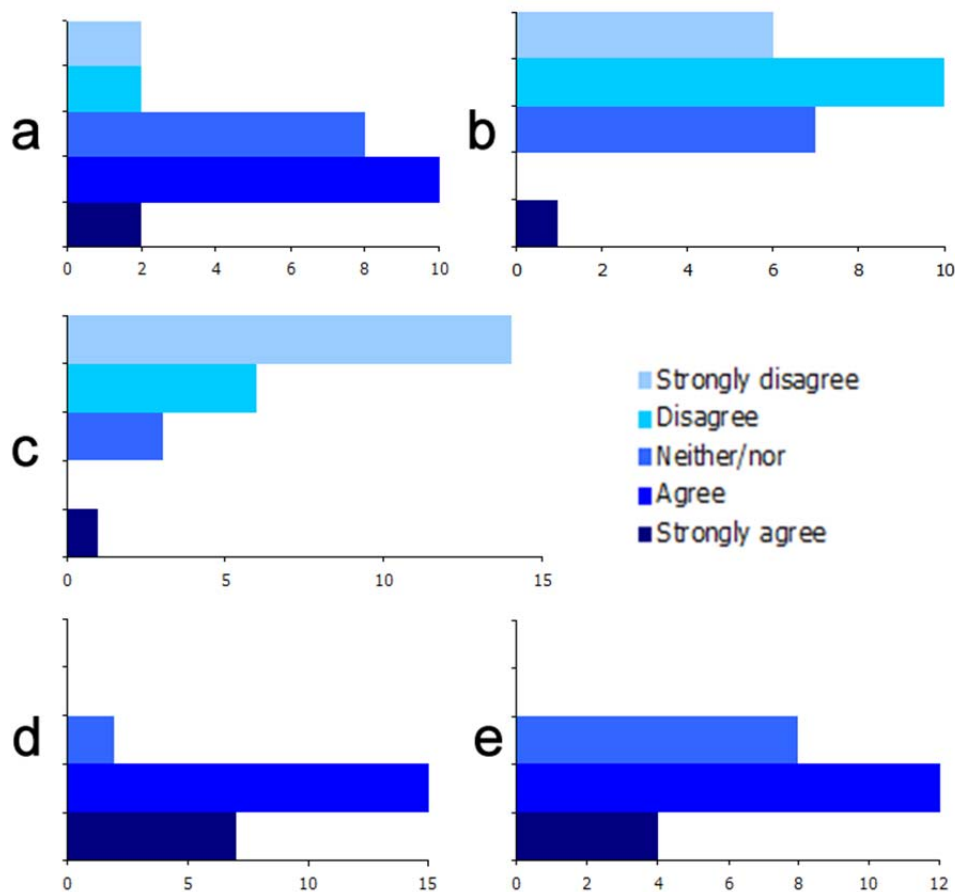 a
0 2 4 6 8 10
b
0 2 4 6 8 10
c
0 5 10 15
Strongly disagree
Disagree
Neither/nor
Agree
Strongly agree
d
0 5 10 15
e
0 2 4 6 8 10 12